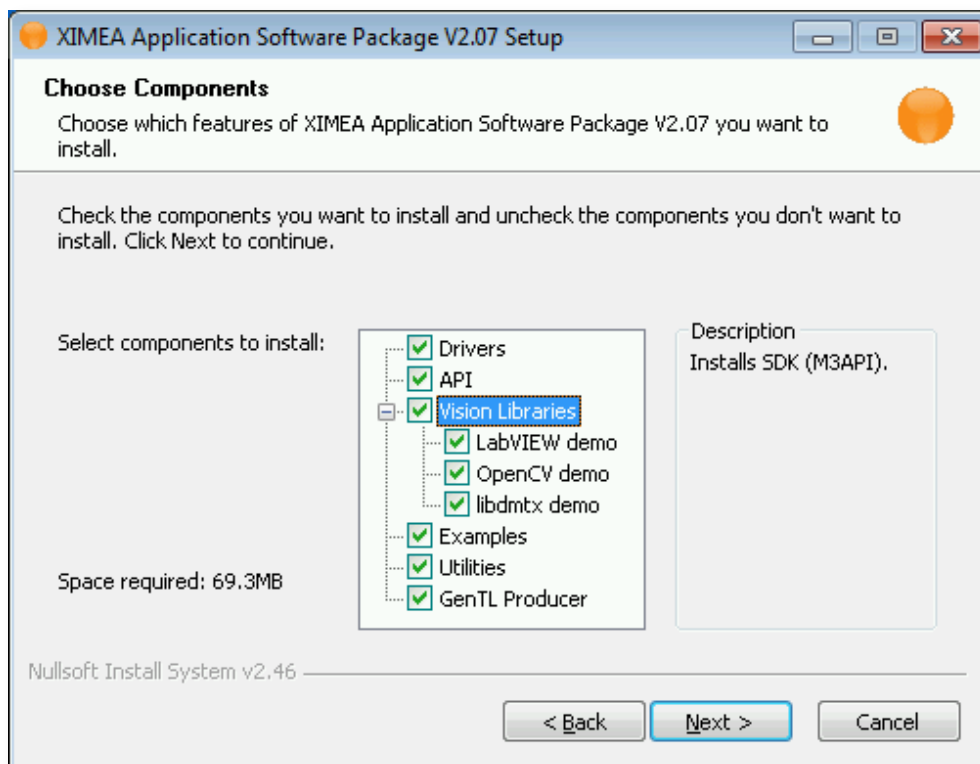 XIMEA Application Software Package V2.07 Setup
Choose Components
Choose which features of XIMEA Application Software Package V2.07 you want to
install.
Check the components you want to install and uncheck the components you don't want to
install. Click Next to continue.
Select components to install:
Drivers
API
Vision Libraries
LabVIEW demo
OpenCV demo
libdmtx demo
Examples
Utilities
GenTL Producer
Description
Installs SDK (M3API).
Space required: 69.3MB
Nullsoft Install System v2.46
< Back
Next >
Cancel